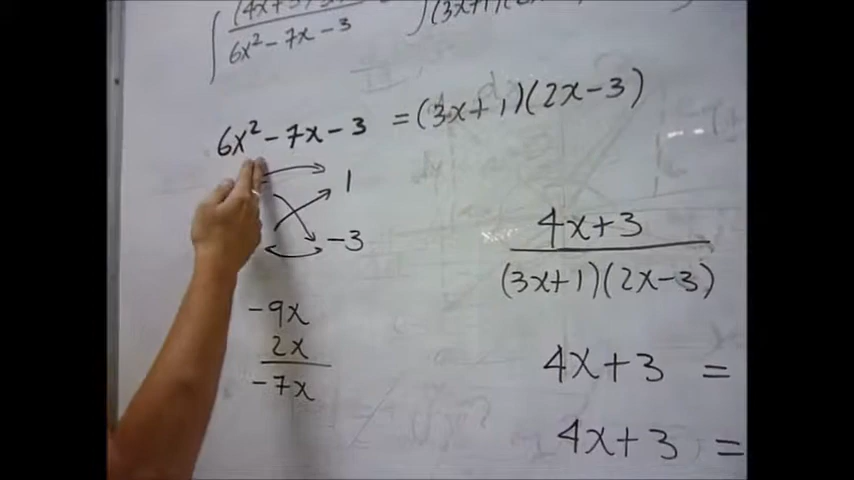 ∫ (4x+3)
6x² - 7x - 3
∫ (3x+1)(2x
6x² - 7x - 3 = (3x+1)(2x-3)
1
-3
-9x
2x
-7x
4x+3
(3x+1)(2x-3)
4x+3 =
4x+3 =